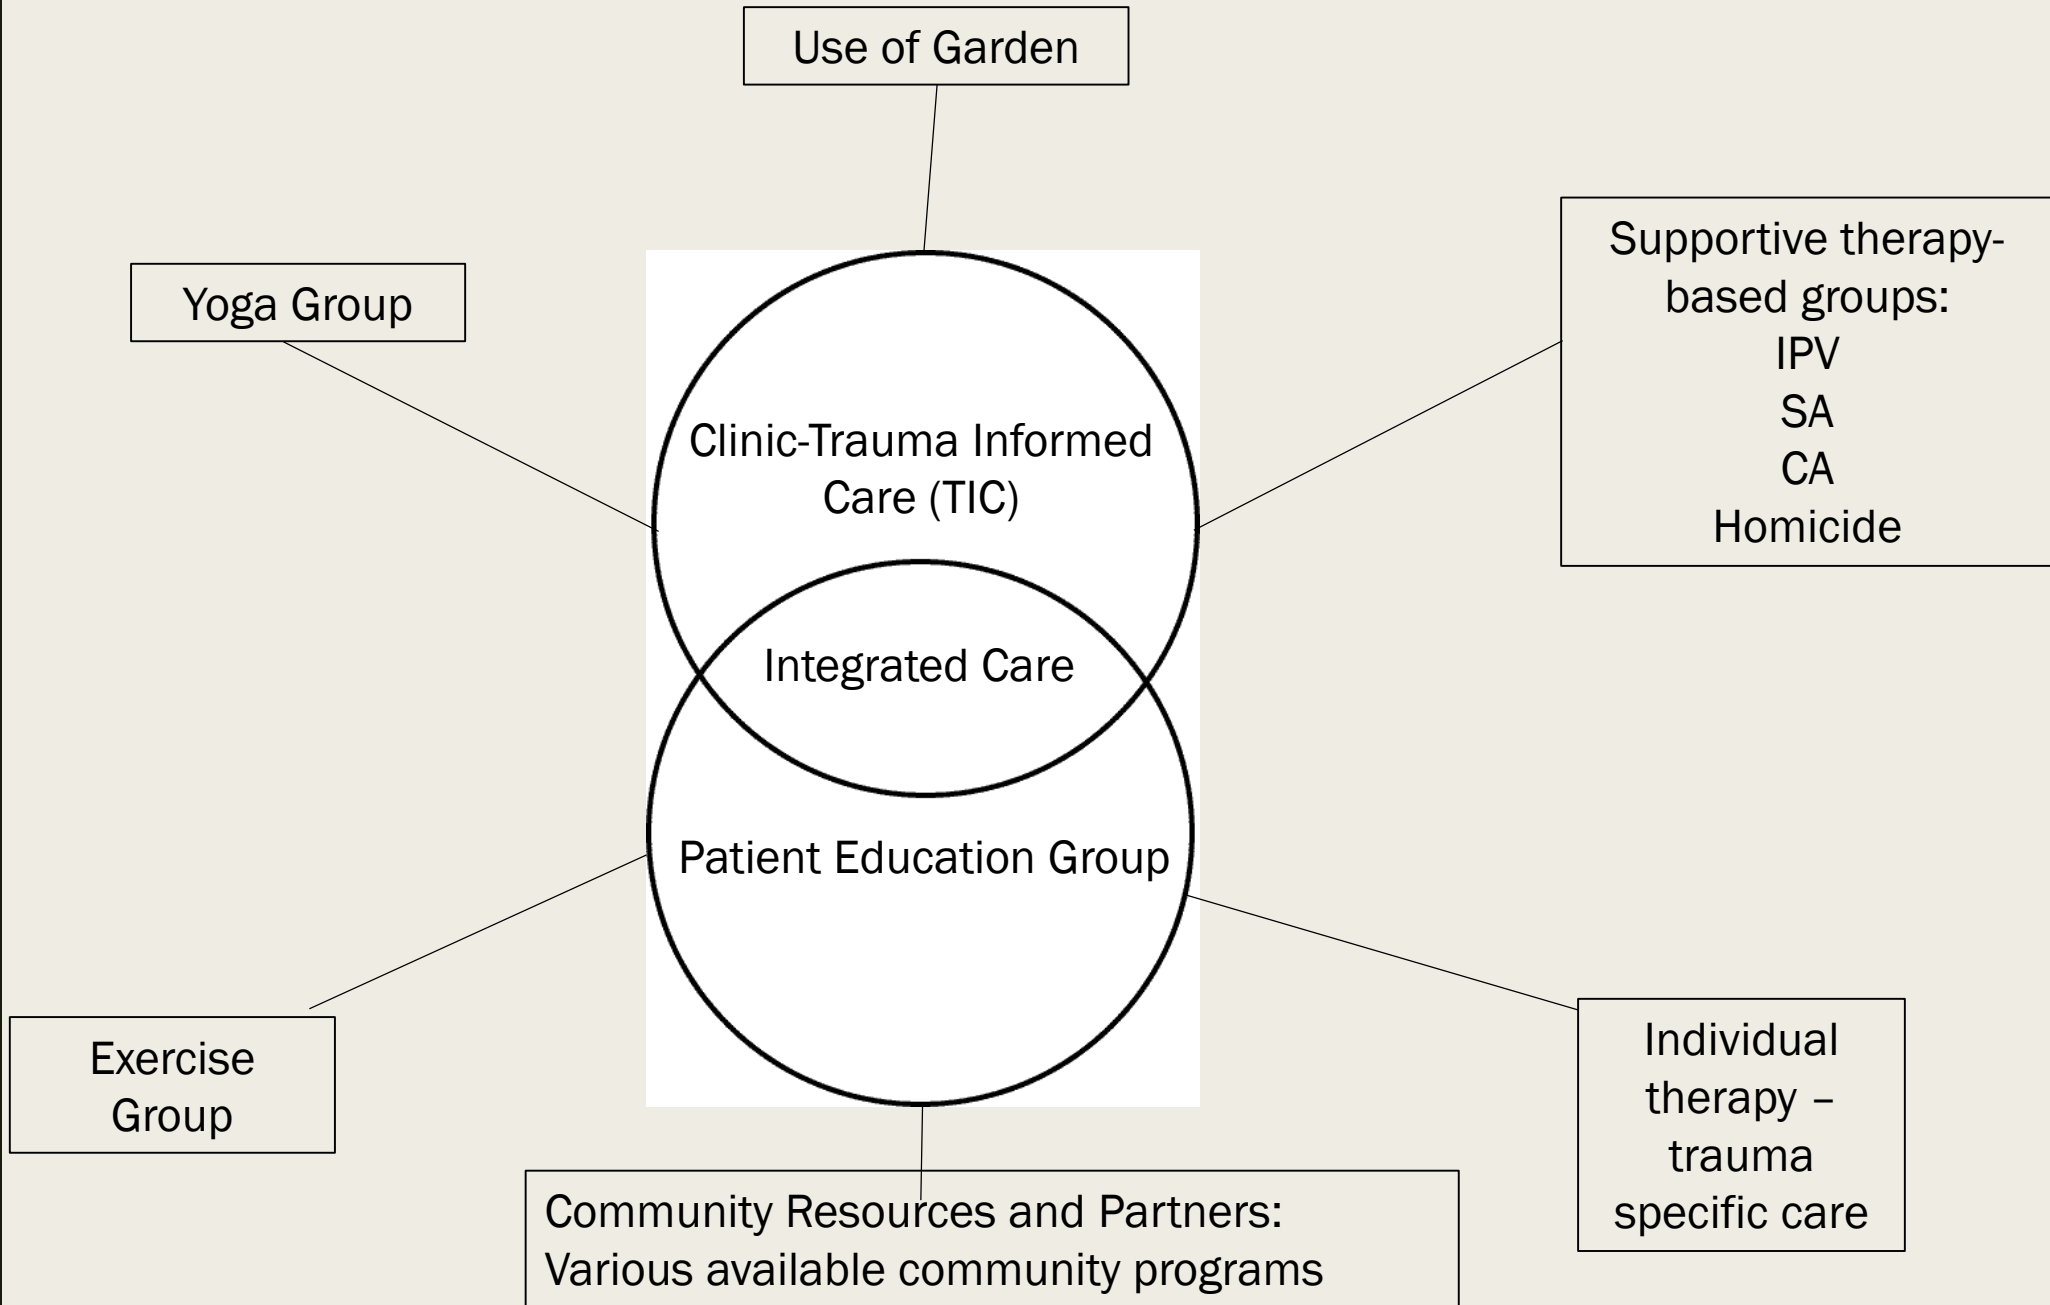 Use of Garden
Yoga Group
Supportive therapy-
based groups:
IPV
SA
CA
Homicide
Clinic-Trauma Informed
Care (TIC)
Integrated Care
Patient Education Group
Exercise
Group
Individual
therapy –
trauma
specific care
Community Resources and Partners:
Various available community programs